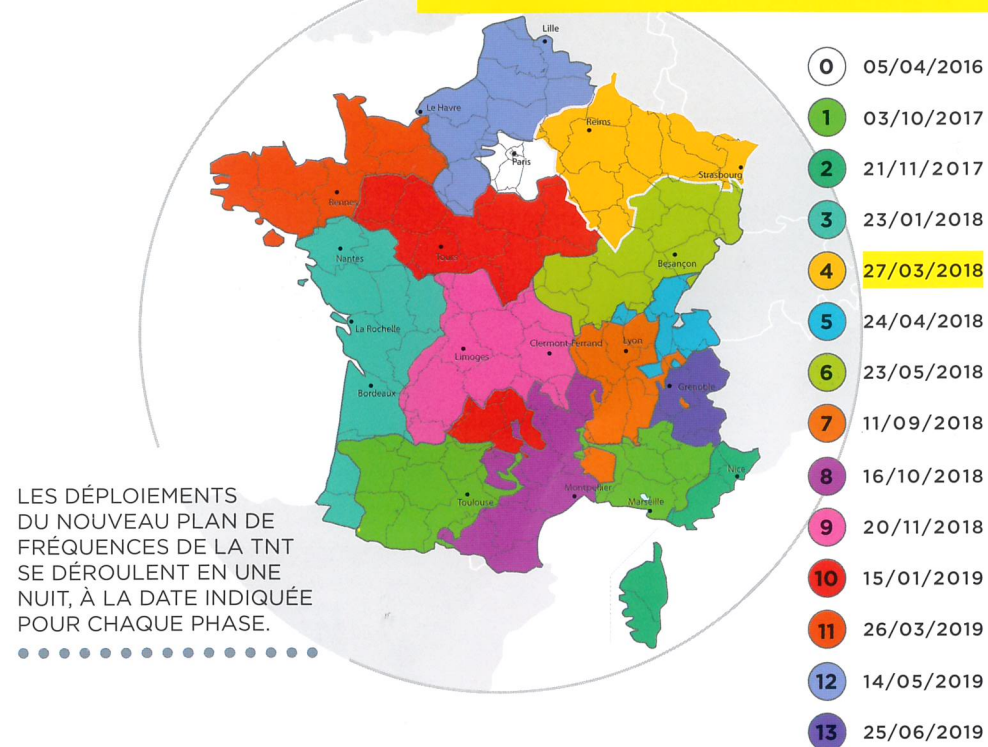 Lille
Le Havre
Reims
Paris
Strasbourg
Rennes
Tours
Nantes
Besançon
La Rochelle
Clermont-Ferrand
Lyon
Limoges
Grenoble
Bordeaux
Nice
Montpellier
Toulouse
Marseille
0 05/04/2016
1 03/10/2017
2 21/11/2017
3 23/01/2018
4 27/03/2018
5 24/04/2018
6 23/05/2018
7 11/09/2018
8 16/10/2018
9 20/11/2018
10 15/01/2019
11 26/03/2019
12 14/05/2019
13 25/06/2019
LES DÉPLOIEMENTS
DU NOUVEAU PLAN DE
FRÉQUENCES DE LA TNT
SE DÉROULENT EN UNE
NUIT, À LA DATE INDIQUÉE
POUR CHAQUE PHASE.